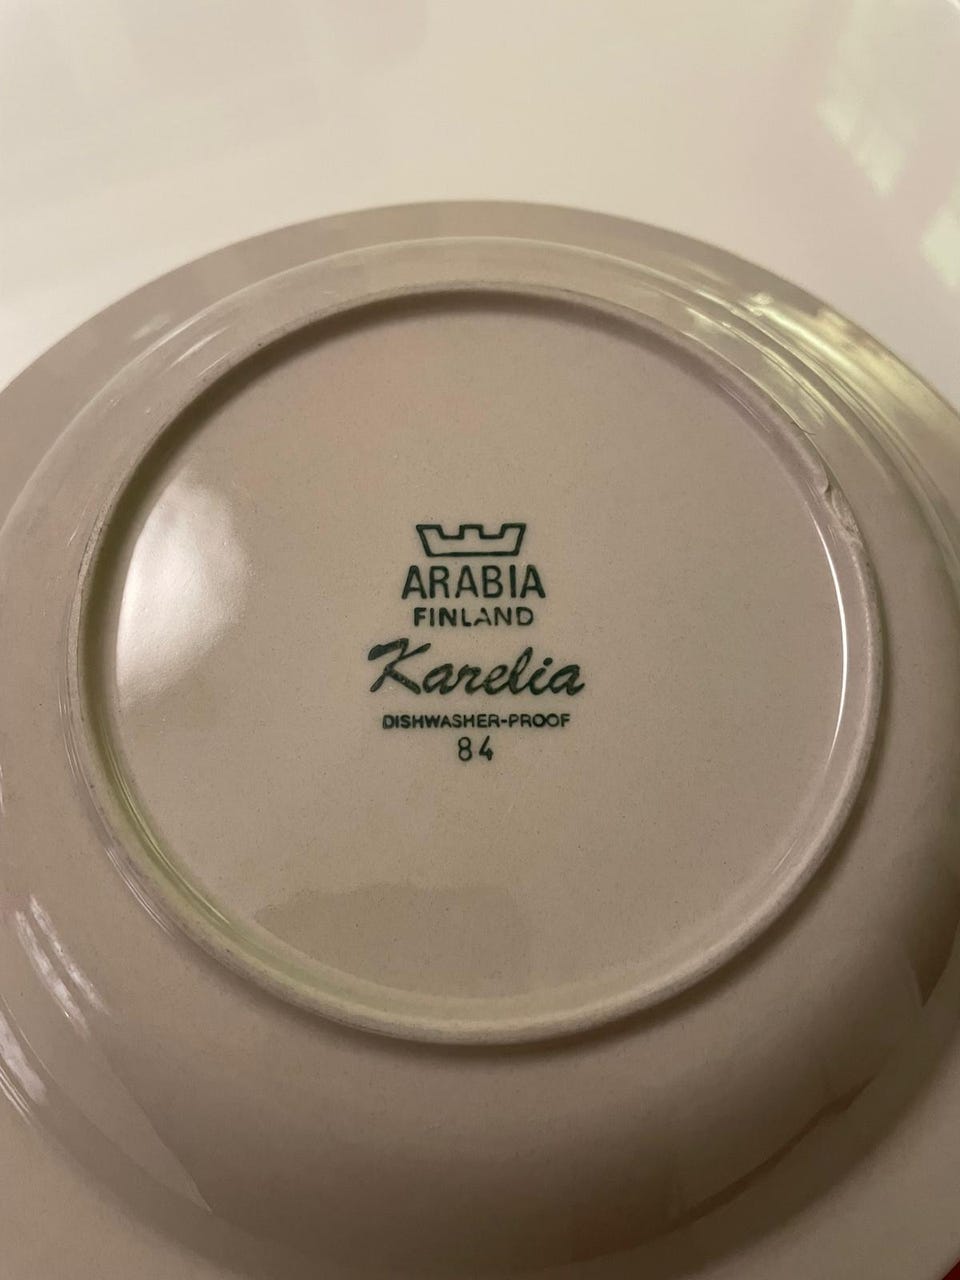 ARABIA
FINLAND
Karelia
DISHWASHER-PROOF
84